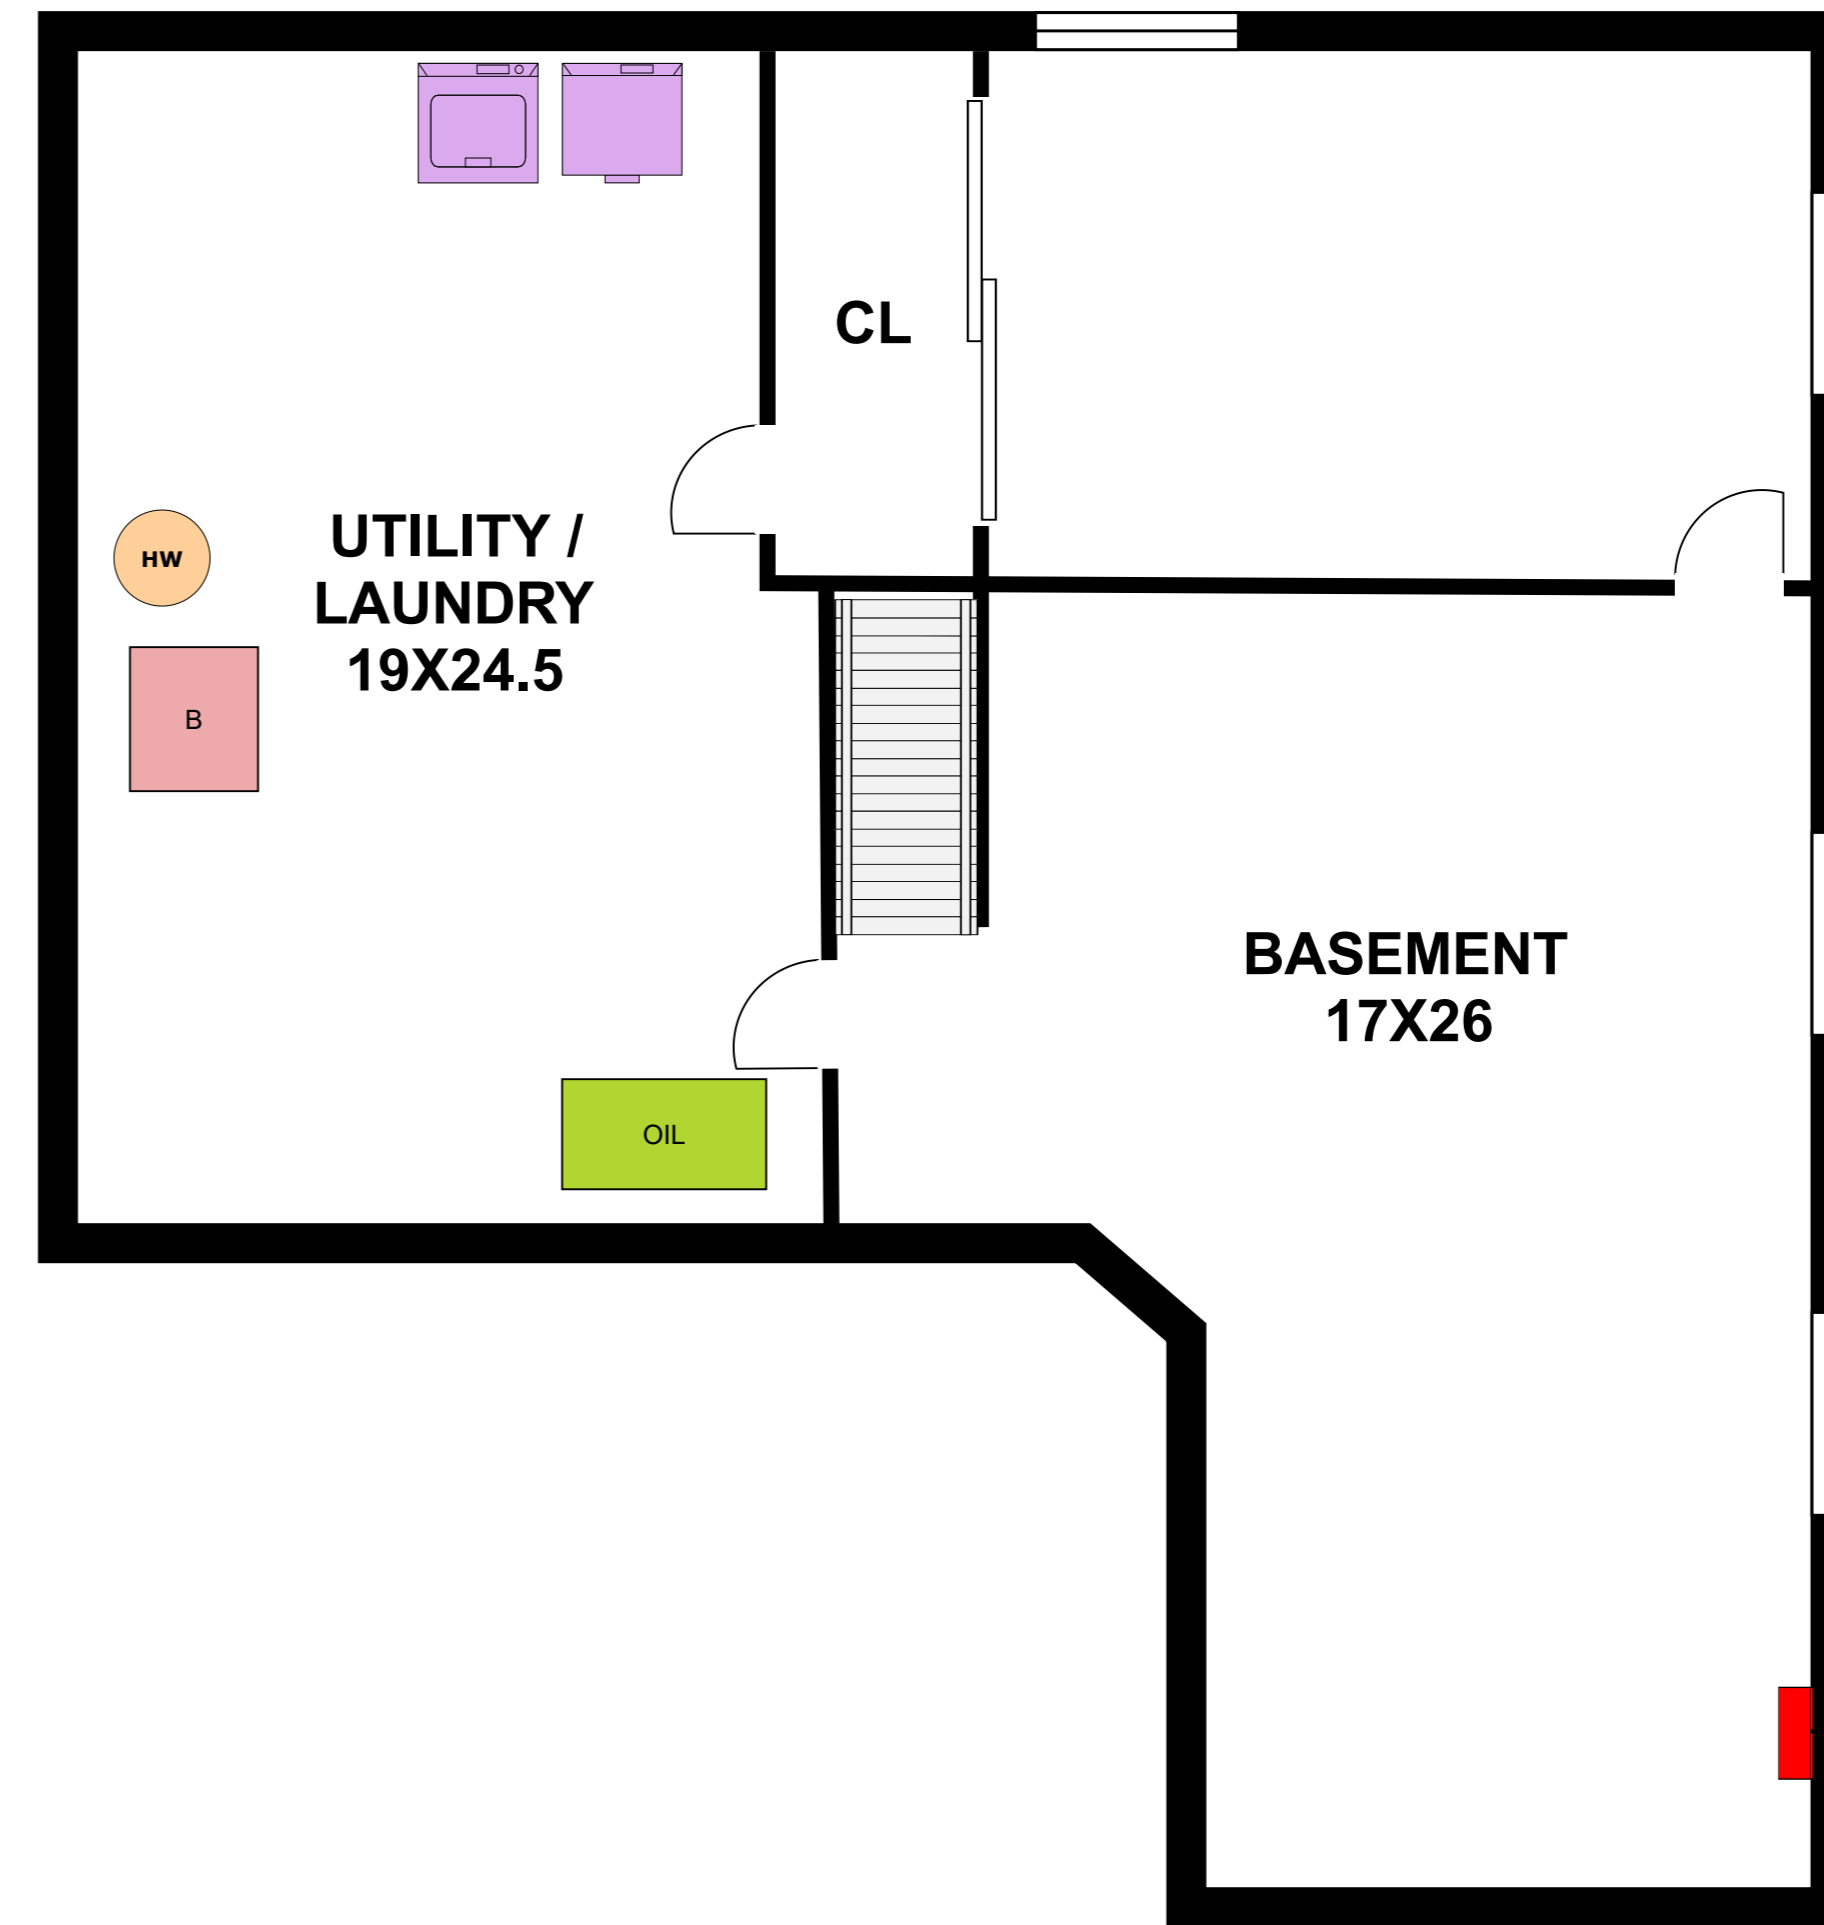 CL
UTILITY /
LAUNDRY
19X24.5
HW
B
BASEMENT
17X26
OIL